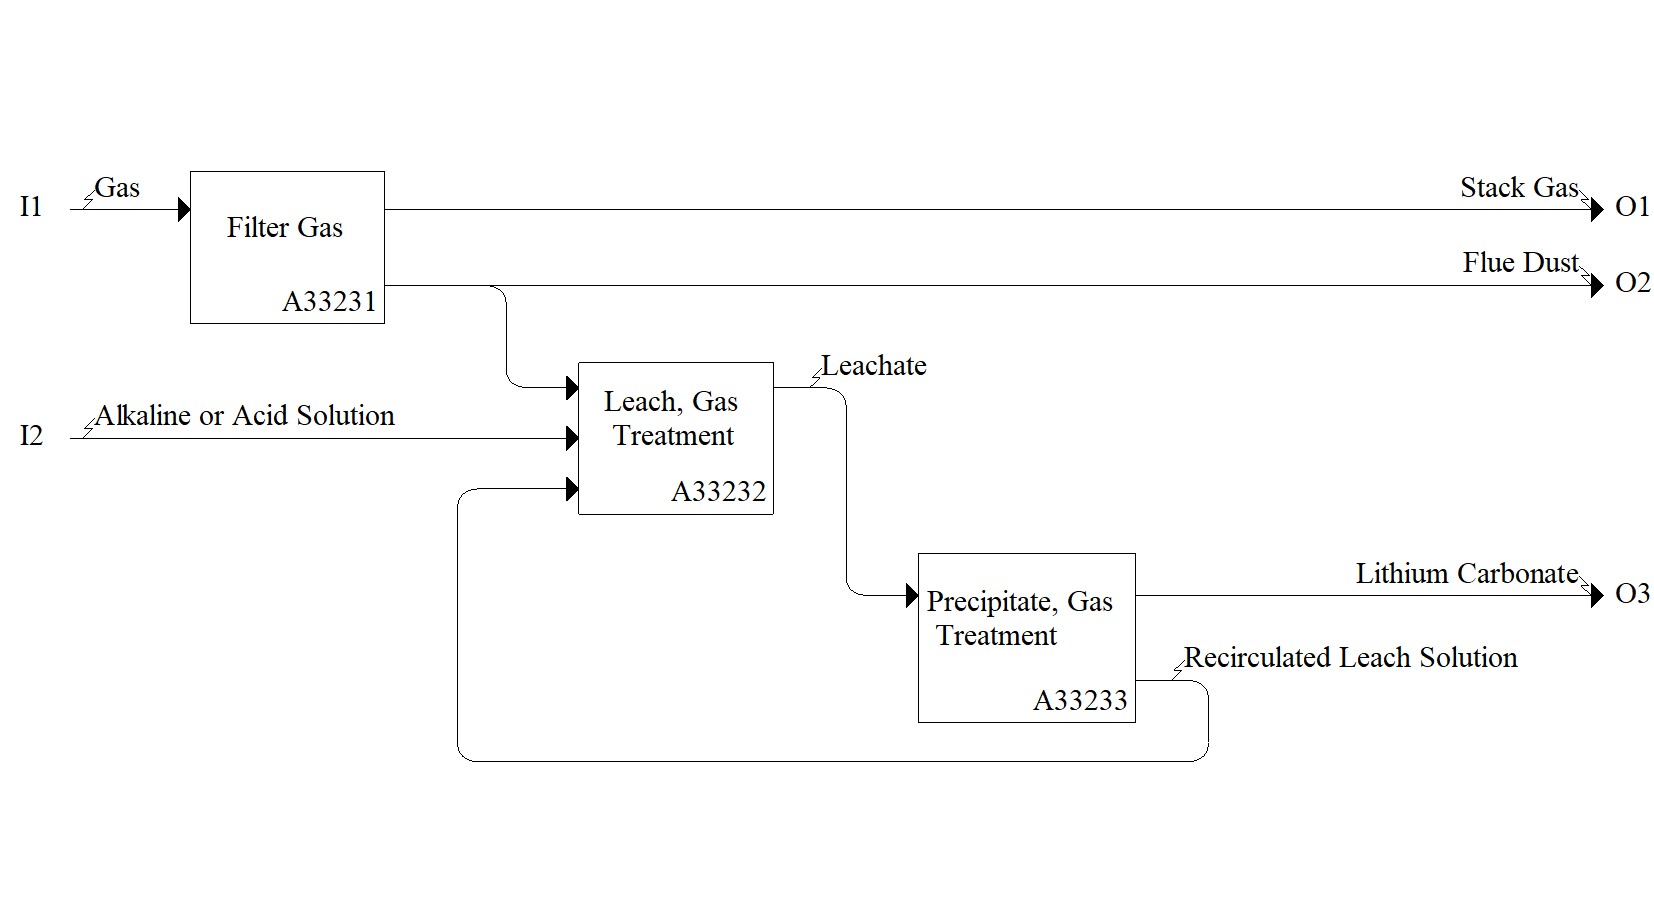 I1
Gas
Filter Gas
A33231
Stack Gas
O1
Flue Dust
O2
I2
Alkaline or Acid Solution
Leach, Gas
Treatment
A33232
Leachate
Precipitate, Gas
Treatment
A33233
Lithium Carbonate
O3
Recirculated Leach Solution